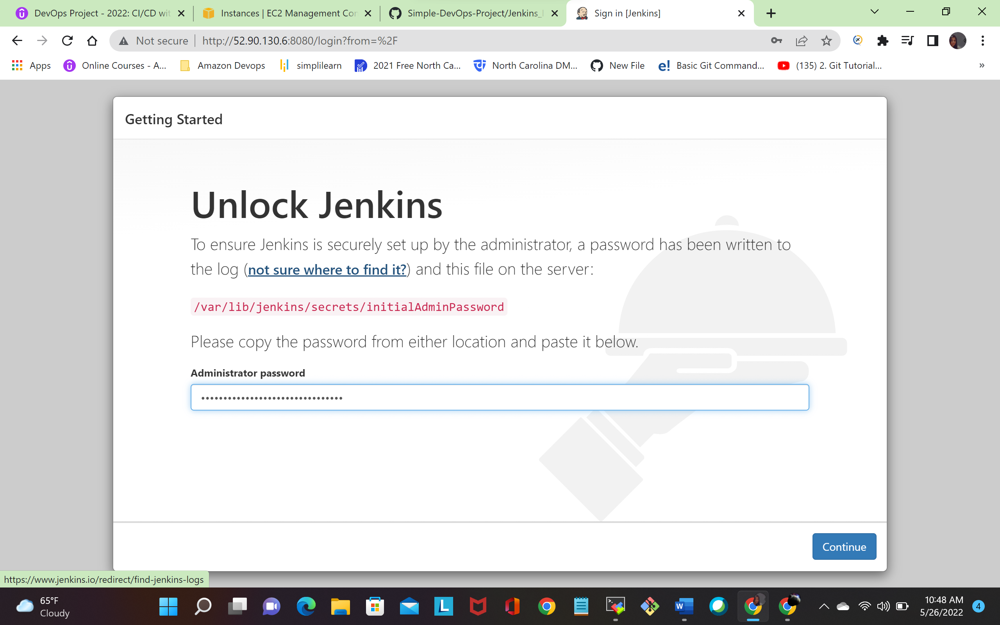 DevOps Project - 2022: CI/CD wit
Instances | EC2 Management Con
Simple-DevOps-Project/Jenkins_I
Sign in [Jenkins]
Not secure
http://52.90.130.6:8080/login?from=%2F
Apps
Online Courses - A...
Amazon Devops
simplilearn
2021 Free North Ca...
North Carolina DM...
New File
Basic Git Command...
(135) 2. Git Tutorial...
»
Getting Started
Unlock Jenkins
To ensure Jenkins is securely set up by the administrator, a password has been written to
the log (not sure where to find it?) and this file on the server:
/var/lib/jenkins/secrets/initialAdminPassword
Please copy the password from either location and paste it below.
Administrator password
••••••••••••••••••••••••••••••••
Continue
https://www.jenkins.io/redirect/find-jenkins-logs
65°F
Cloudy
10:48 AM
5/26/2022
4